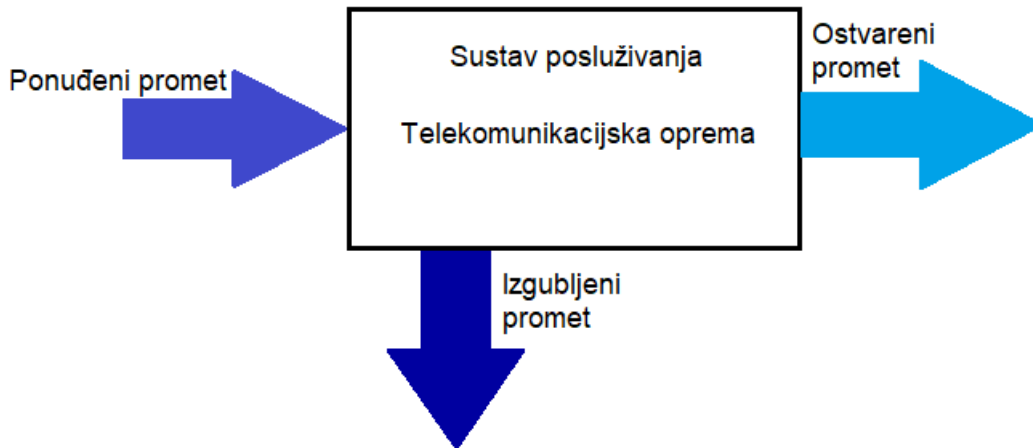 Ponuđeni promet
Sustav posluživanja
Telekomunikacijska oprema
Ostvareni
promet
Izgubljeni
promet